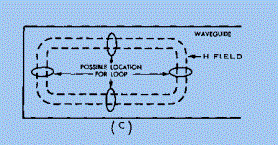 WAVEGUIDE
H FIELD
POSSIBLE LOCATION
FOR LOOP
(C)